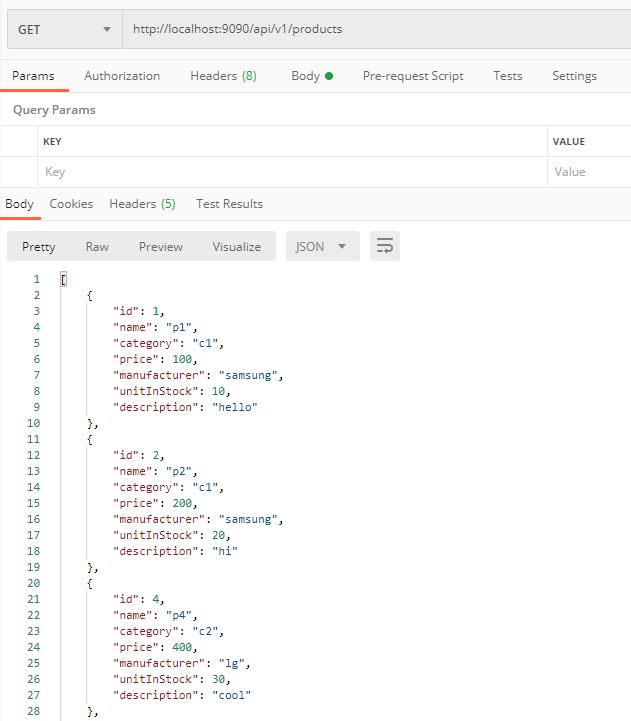 GET http://localhost:9090/api/v1/products
Params Authorization Headers (8) Body Pre-request Script Tests Settings
Query Params
KEY VALUE
Key Value
Body Cookies Headers (5) Test Results
Pretty Raw Preview Visualize JSON
1 [
2 {
3 "id": 1,
4 "name": "p1",
5 "category": "c1",
6 "price": 100,
7 "manufacturer": "samsung",
8 "unitInStock": 10,
9 "description": "hello"
10 },
11 {
12 "id": 2,
13 "name": "p2",
14 "category": "c1",
15 "price": 200,
16 "manufacturer": "samsung",
17 "unitInStock": 20,
18 "description": "hi"
19 },
20 {
21 "id": 4,
22 "name": "p4",
23 "category": "c2",
24 "price": 400,
25 "manufacturer": "lg",
26 "unitInStock": 30,
27 "description": "cool"
28 },